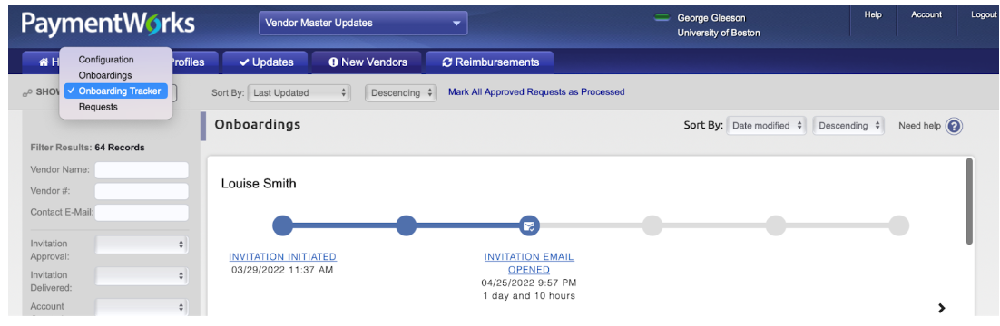 PaymentWorks
Vendor Master Updates
George Gleeson
University of Boston
Help
Account
Logout
Configuration
Onboardings
Onboarding Tracker
Requests
Updates
New Vendors
Reimbursements
Sort By: Last Updated Descending Mark All Approved Requests as Processed
Onboardings
Sort By: Date modified Descending Need help ?
Filter Results: 64 Records
Vendor Name:
Vendor #:
Contact E-Mail:
Invitation
Approval:
Invitation
Delivered:
Account
Louise Smith
INVITATION INITIATED
03/29/2022 11:37 AM
INVITATION EMAIL
OPENED
04/25/2022 9:57 PM
1 day and 10 hours